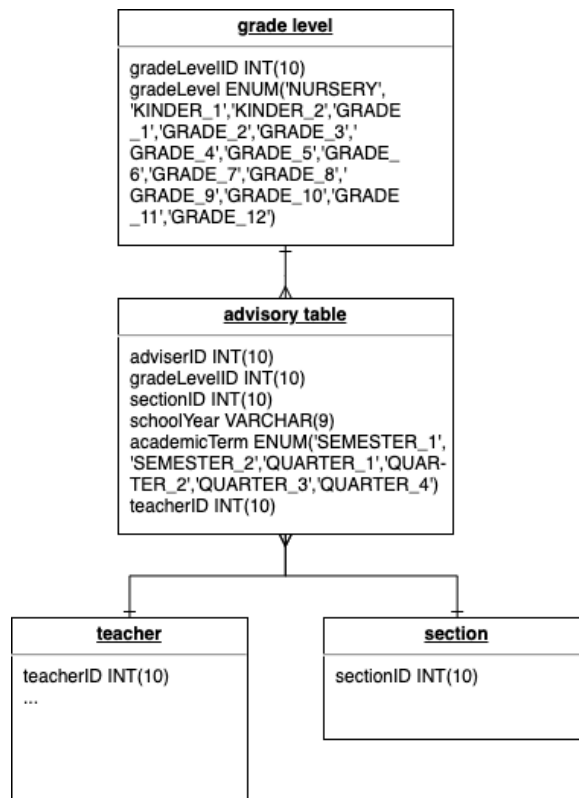 grade level
gradeLevelID INT(10)
gradeLevel ENUM('NURSERY',
'KINDER_1','KINDER_2','GRADE
_1','GRADE_2','GRADE_3','
GRADE_4','GRADE_5','GRADE_
6','GRADE_7','GRADE_8','
GRADE_9','GRADE_10','GRADE
_11','GRADE_12')
advisory table
adviserID INT(10)
gradeLevelID INT(10)
sectionID INT(10)
schoolYear VARCHAR(9)
academicTerm ENUM('SEMESTER_1',
'SEMESTER_2','QUARTER_1','QUAR-
TER_2','QUARTER_3','QUARTER_4')
teacherID INT(10)
teacher
teacherID INT(10)
...
section
sectionID INT(10)